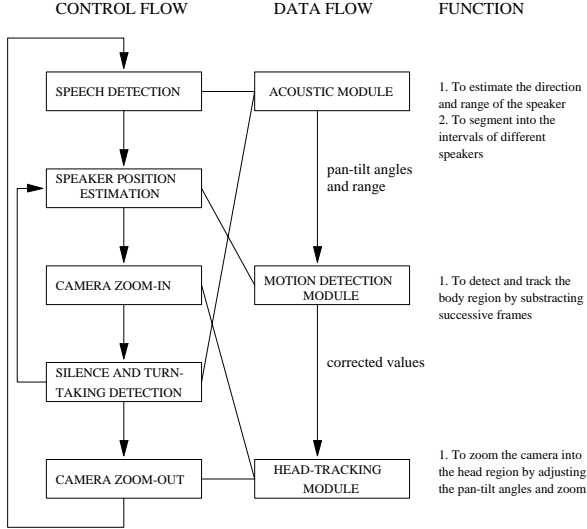 CONTROL FLOW
DATA FLOW
FUNCTION
SPEECH DETECTION
ACOUSTIC MODULE
1. To estimate the direction
and range of the speaker
2. To segment into the
intervals of different
speakers
pan-tilt angles
and range
SPEAKER POSITION
ESTIMATION
CAMERA ZOOM-IN
MOTION DETECTION
MODULE
1. To detect and track the
body region by substracting
successive frames
SILENCE AND TURN-
TAKING DETECTION
corrected values
CAMERA ZOOM-OUT
HEAD-TRACKING
MODULE
1. To zoom the camera into
the head region by adjusting
the pan-tilt angles and zoom